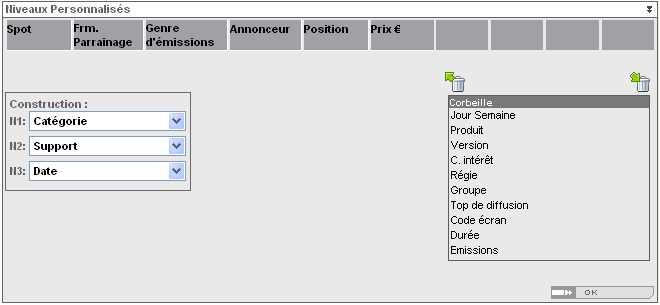 Niveaux Personnalisés
Spot
Frm. Parrainage
Genre d'émissions
Annonceur
Position
Prix €
Construction :
N1: Catégorie
N2: Support
N3: Date
Corbeille
Jour Semaine
Produit
Version
C. intérêt
Régie
Groupe
Top de diffusion
Code écran
Durée
Emissions
OK